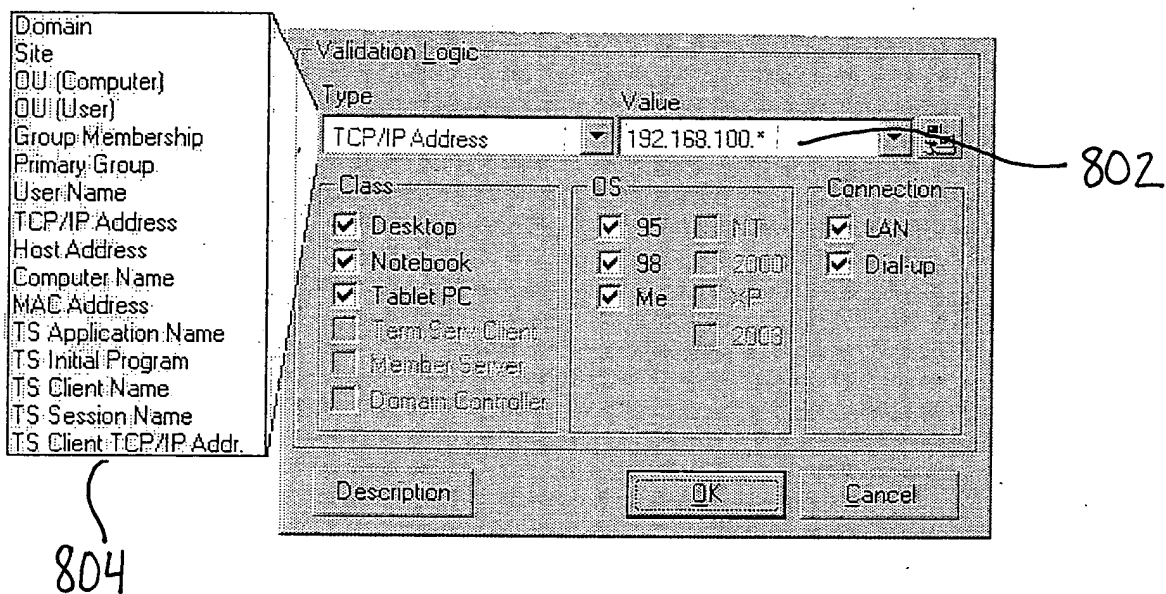 Domain
Site
OU (Computer)
OU (User)
Group Membership
Primary Group
User Name
TCP/IP Address
Host Address
Computer Name
MAC Address
TS Application Name
TS Initial Program
TS Client Name
TS Session Name
TS Client TCP/IP Addr.
804
Validation Logic
Type Value
TCP/IP Address 192.168.100.*
802
Class
Desktop
Notebook
Tablet PC
Term Serv Client
Member Server
Domain Controller
OS
95 NT
98 2000
Me XP
2003
Connection
LAN
Dial-up
Description OK Cancel